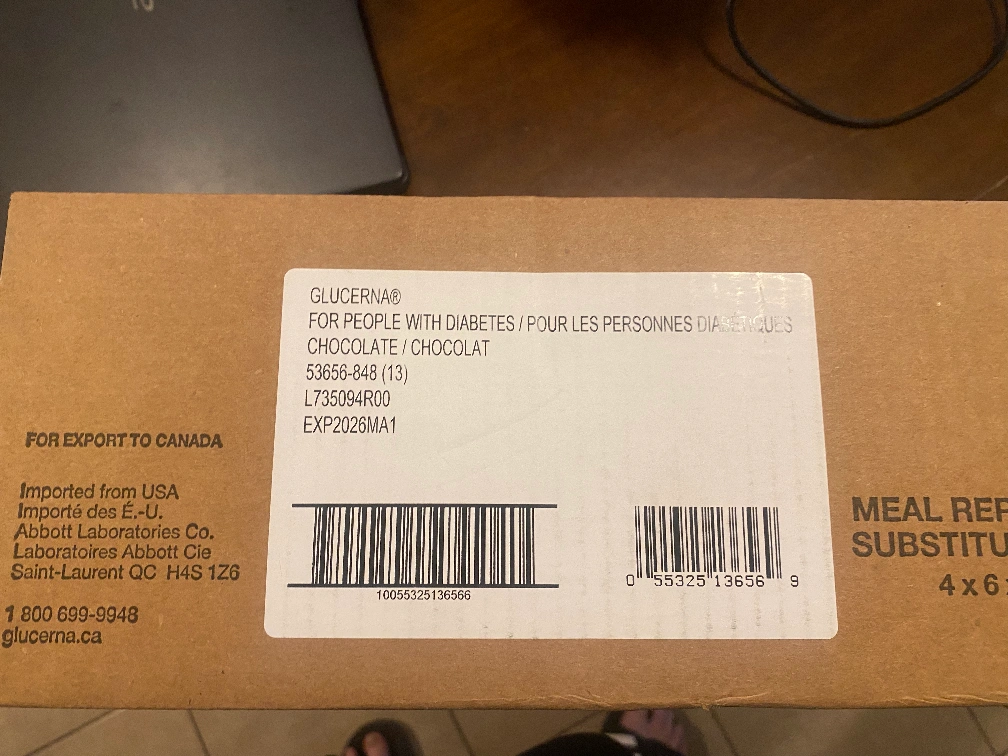 GLUCERNA®
FOR PEOPLE WITH DIABETES / POUR LES PERSONNES DIABÉTIQUES
CHOCOLATE / CHOCOLAT
53656-848 (13)
L735094R00
EXP2026MA1
10055325136566
0 55325 13656 9
FOR EXPORT TO CANADA
Imported from USA
Importé des É.-U.
Abbott Laboratories Co.
Laboratoires Abbott Cie
Saint-Laurent QC H4S 1Z6
1 800 699-9948
glucerna.ca
MEAL
4 x 6